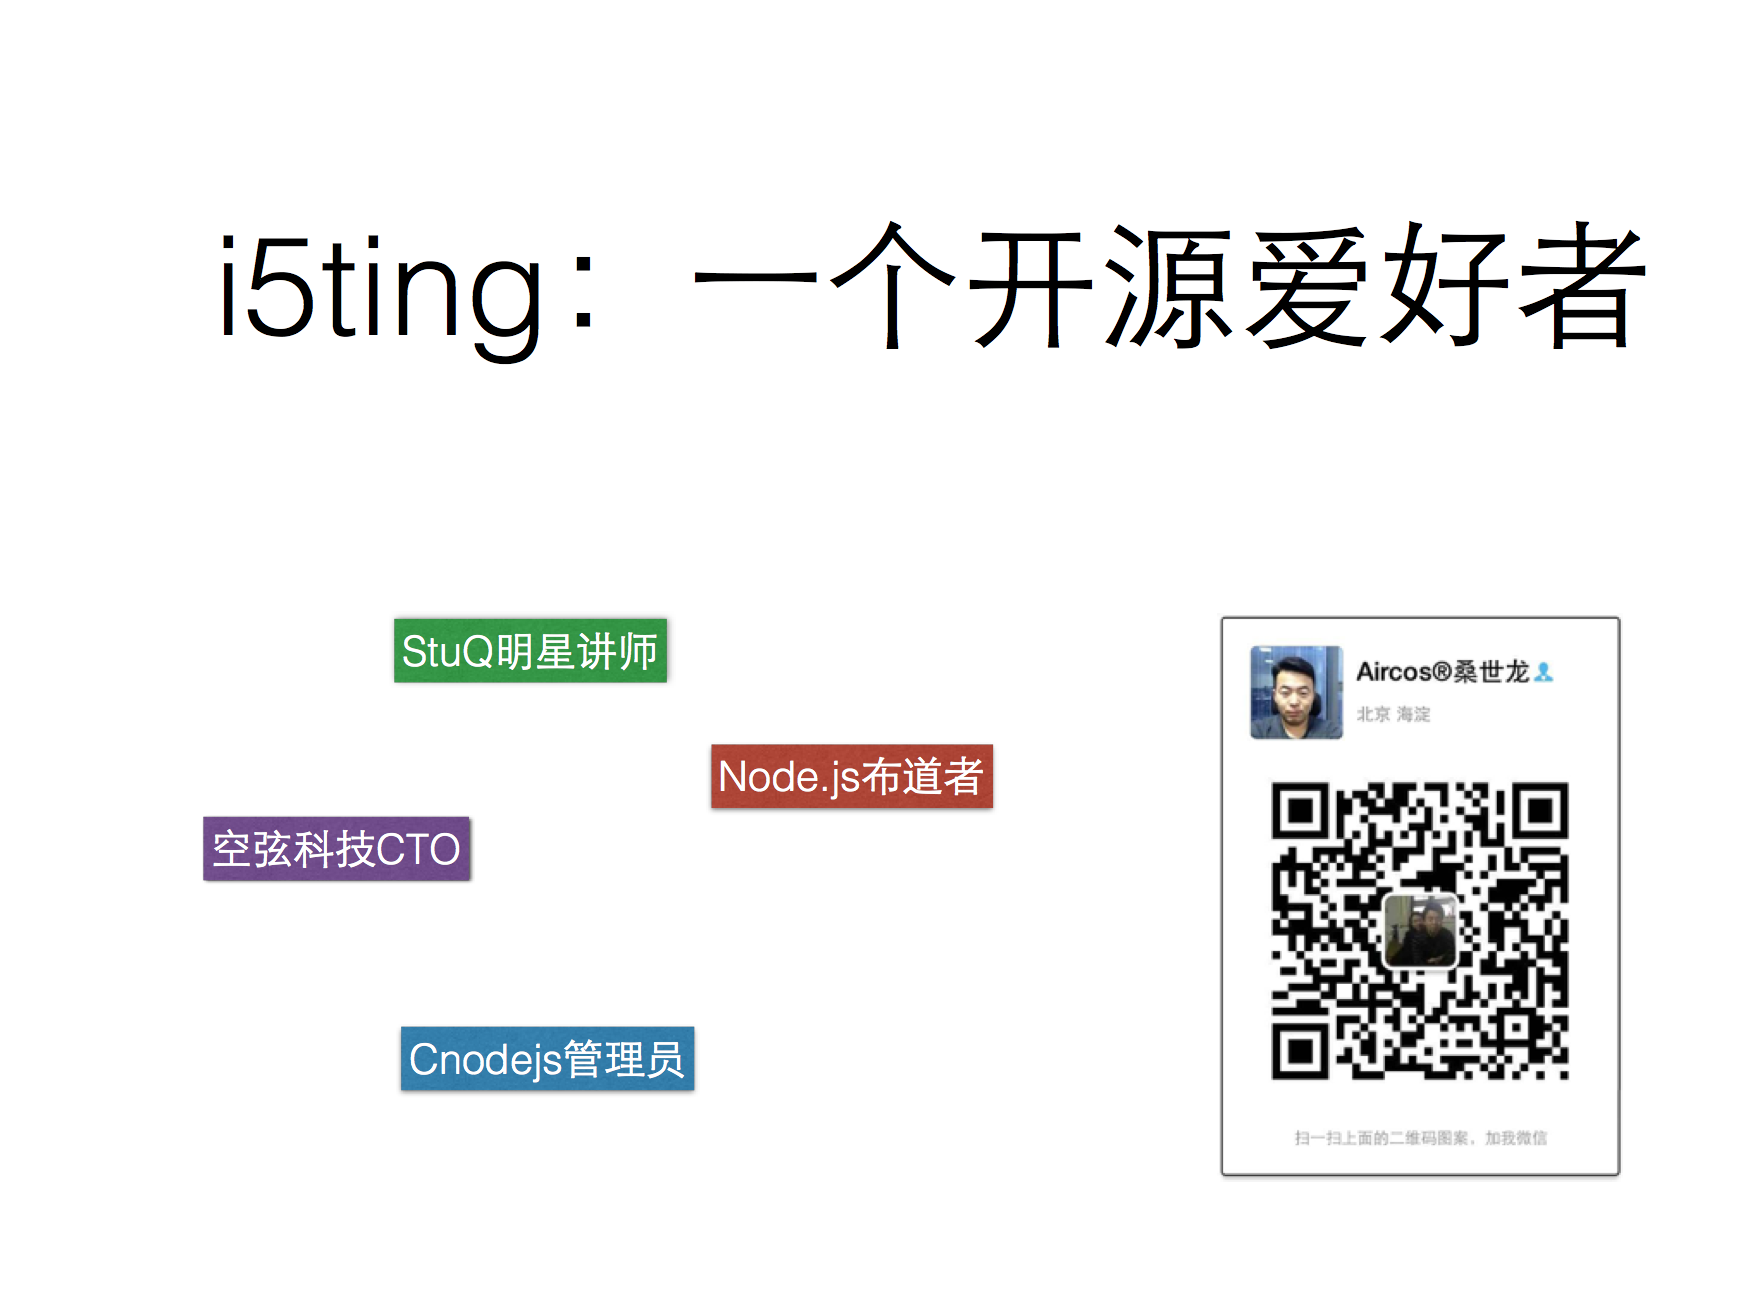 i5ting：一个开源爱好者
StuQ明星讲师
Node.js布道者
空弦科技CTO
Cnodejs管理员
Aircos®桑世龙
北京 海淀
扫一扫上面的二维码图案，加我微信